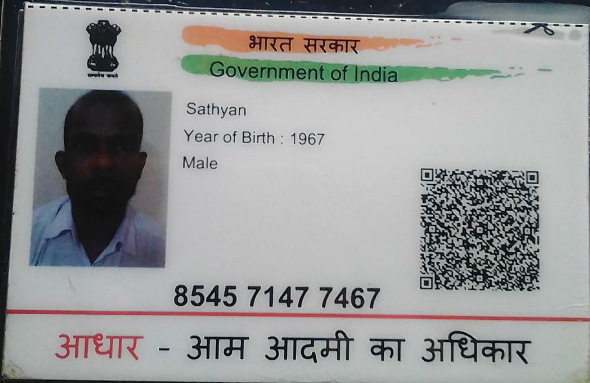 भारत सरकार
Government of India
सत्यमेव जयते
Sathyan
Year of Birth : 1967
Male
8545 7147 7467
आधार - आम आदमी का अधिकार